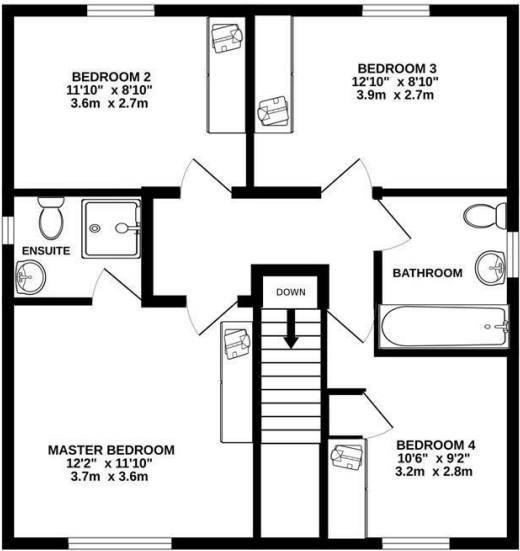 BEDROOM 2
11'10" x 8'10"
3.6m x 2.7m
BEDROOM 3
12'10" x 8'10"
3.9m x 2.7m
ENSUITE
BATHROOM
DOWN
MASTER BEDROOM
12'2" x 11'10"
3.7m x 3.6m
BEDROOM 4
10'6" x 9'2"
3.2m x 2.8m